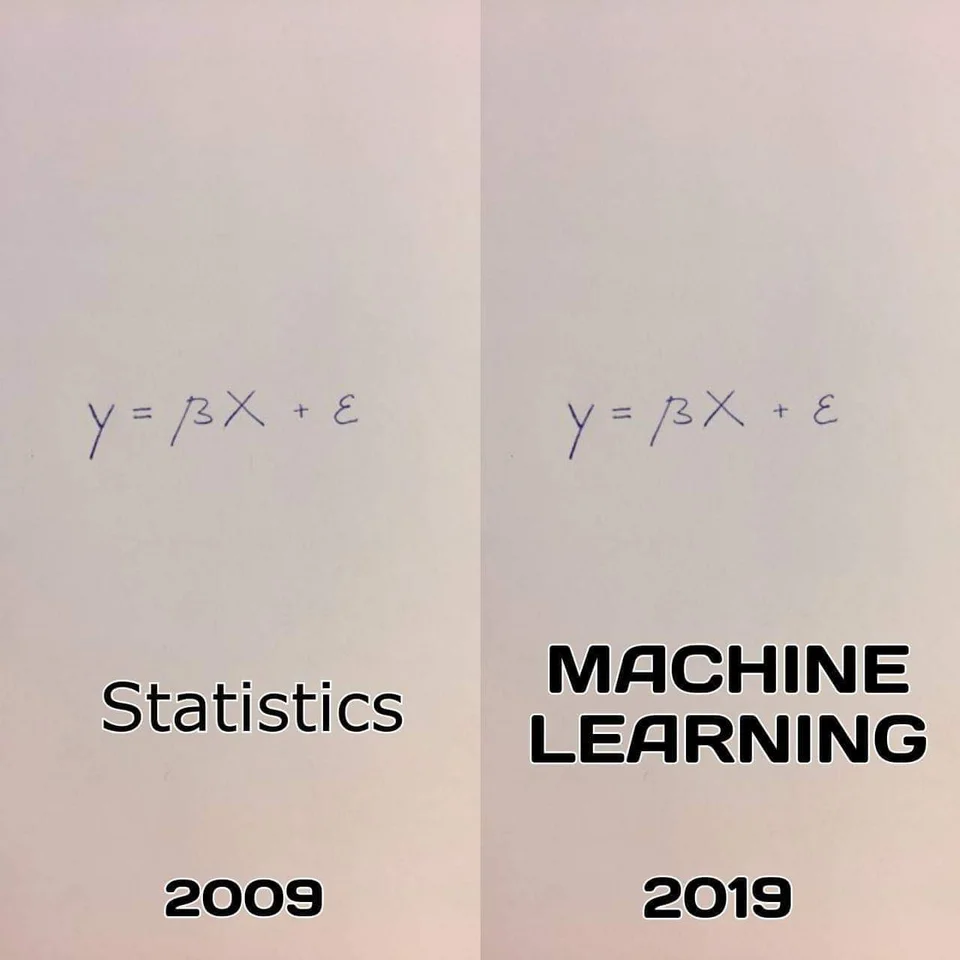 y = βX + ε
Statistics
2009
y = βX + ε
MACHINE
LEARNING
2019